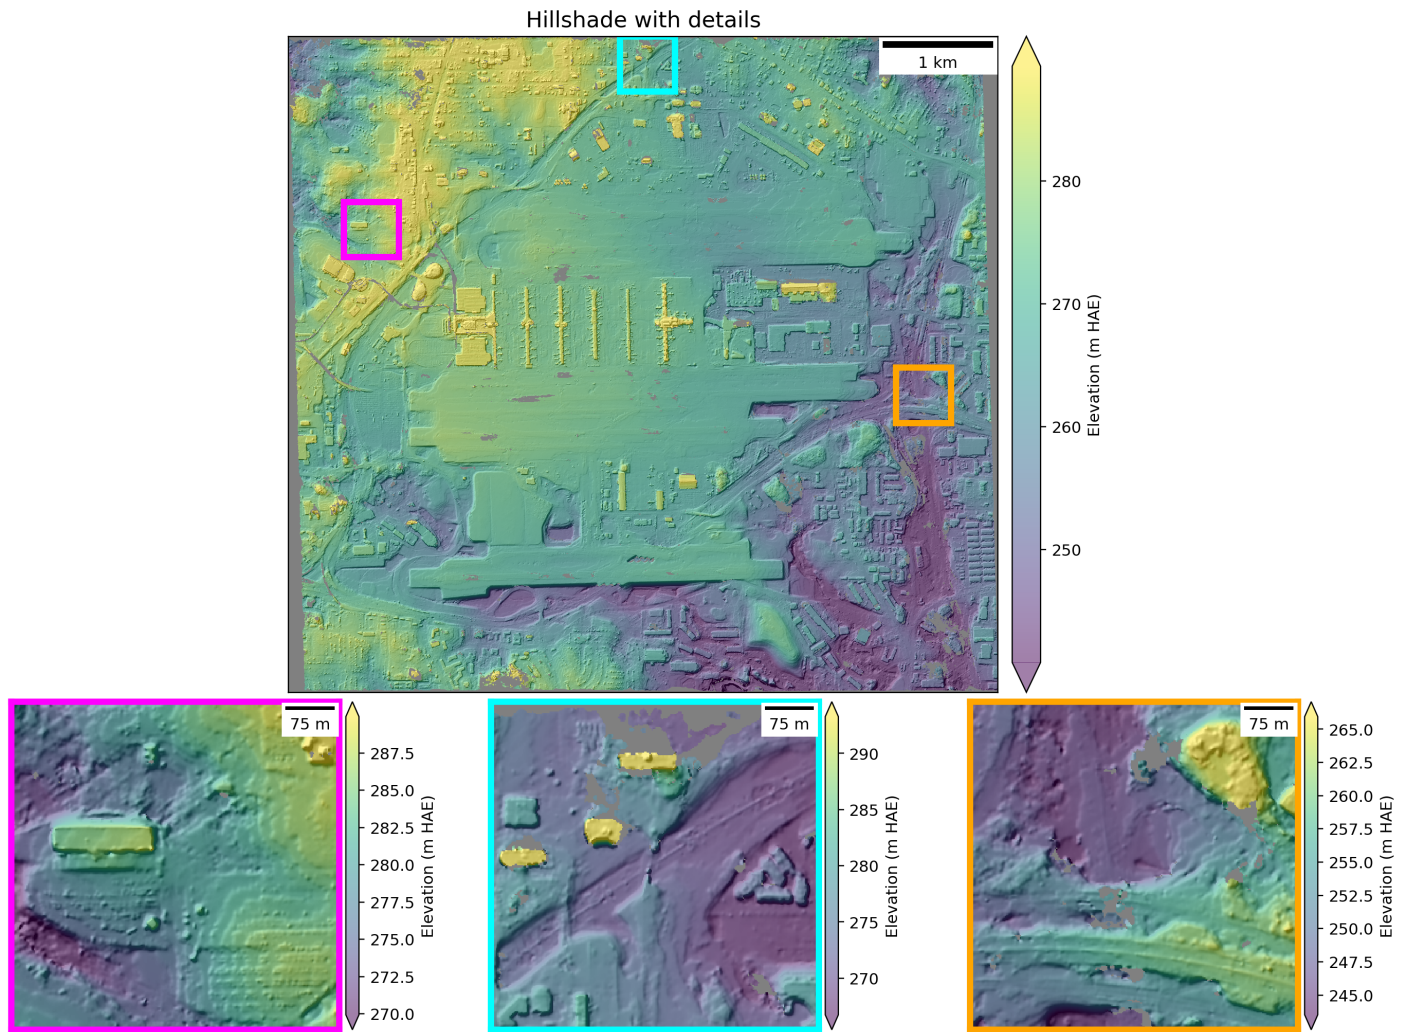 Hillshade with details
1 km
280
270
260
250
Elevation (m HAE)
75 m
287.5
285.0
282.5
280.0
277.5
275.0
272.5
270.0
Elevation (m HAE)
75 m
290
285
280
275
270
Elevation (m HAE)
75 m
265.0
262.5
260.0
257.5
255.0
252.5
250.0
247.5
245.0
Elevation (m HAE)